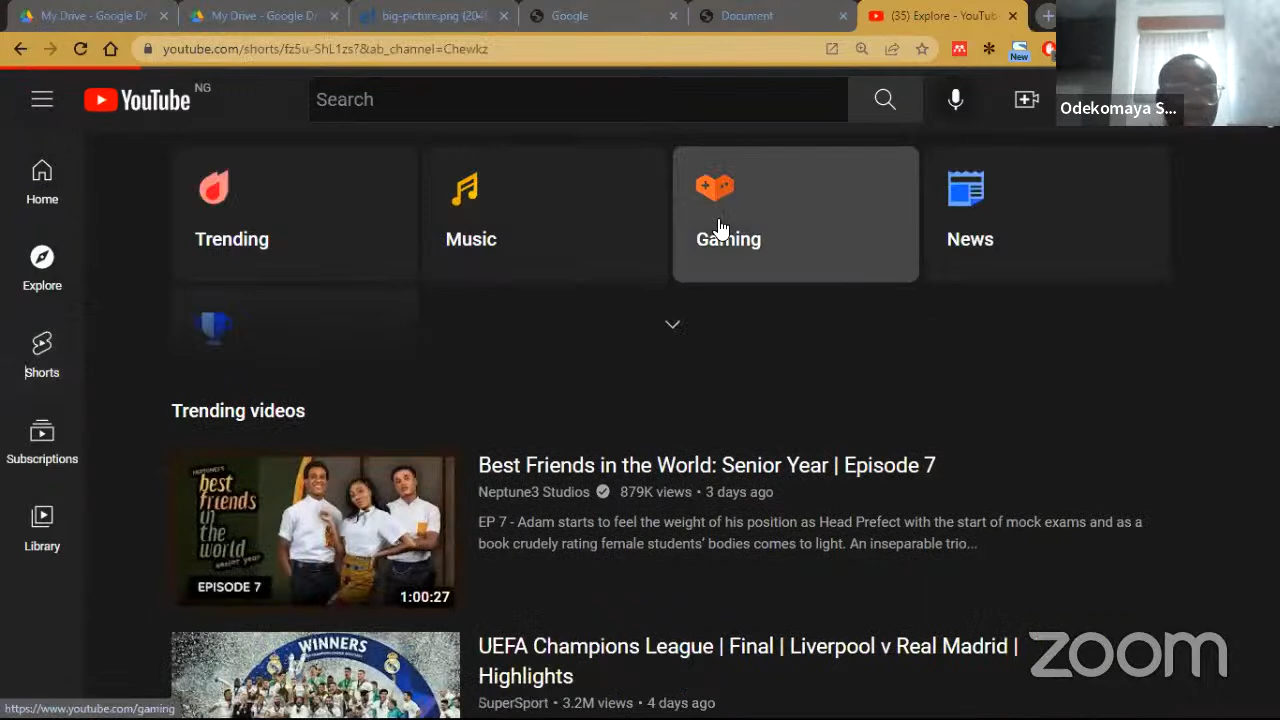 My Drive - Google D
My Drive - Google D
big-picture.png (204
Google
Document
(35) Explore - YouTub
youtube.com/shorts/fz5u-ShL1zs?&ab_channel=Chewkz
New
Odekomaya S...
YouTube NG
Search
Home
Explore
Shorts
Subscriptions
Library
Trending
Music
Gaming
News
Trending videos
NEPTUNE3'S
best
friends
in
the
world
senior year
EPISODE 7
1:00:27
Best Friends in the World: Senior Year | Episode 7
Neptune3 Studios 879K views • 3 days ago
EP 7 - Adam starts to feel the weight of his position as Head Prefect with the start of mock exams and as a
book crudely rating female students’ bodies comes to light. An inseparable trio...
WINNERS
UEFA Champions League | Final | Liverpool v Real Madrid |
Highlights
SuperSport • 3.2M views • 4 days ago
zoom
https://www.youtube.com/gaming